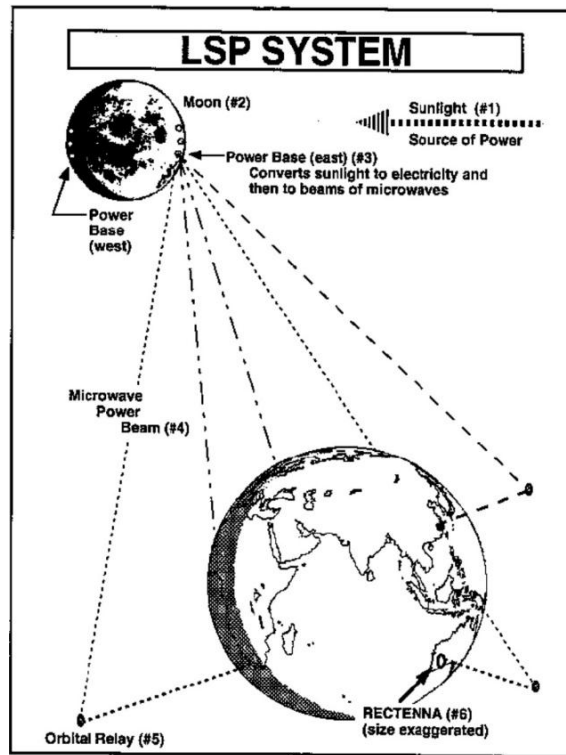 LSP SYSTEM
Moon (#2)
Sunlight (#1)
Source of Power
Power Base (east) (#3)
Converts sunlight to electricity and
then to beams of microwaves
Power
Base
(west)
Microwave
Power
Beam (#4)
RECTENNA (#6)
(size exaggerated)
Orbital Relay (#5)